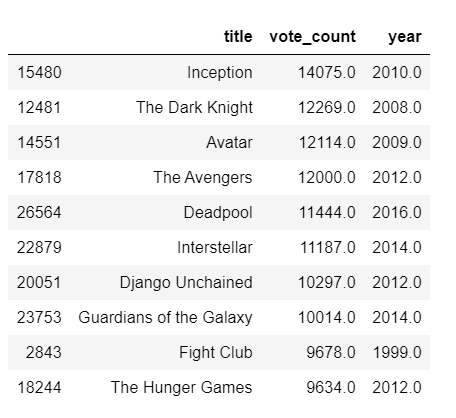 title vote_count year
15480 Inception 14075.0 2010.0
12481 The Dark Knight 12269.0 2008.0
14551 Avatar 12114.0 2009.0
17818 The Avengers 12000.0 2012.0
26564 Deadpool 11444.0 2016.0
22879 Interstellar 11187.0 2014.0
20051 Django Unchained 10297.0 2012.0
23753 Guardians of the Galaxy 10014.0 2014.0
2843 Fight Club 9678.0 1999.0
18244 The Hunger Games 9634.0 2012.0